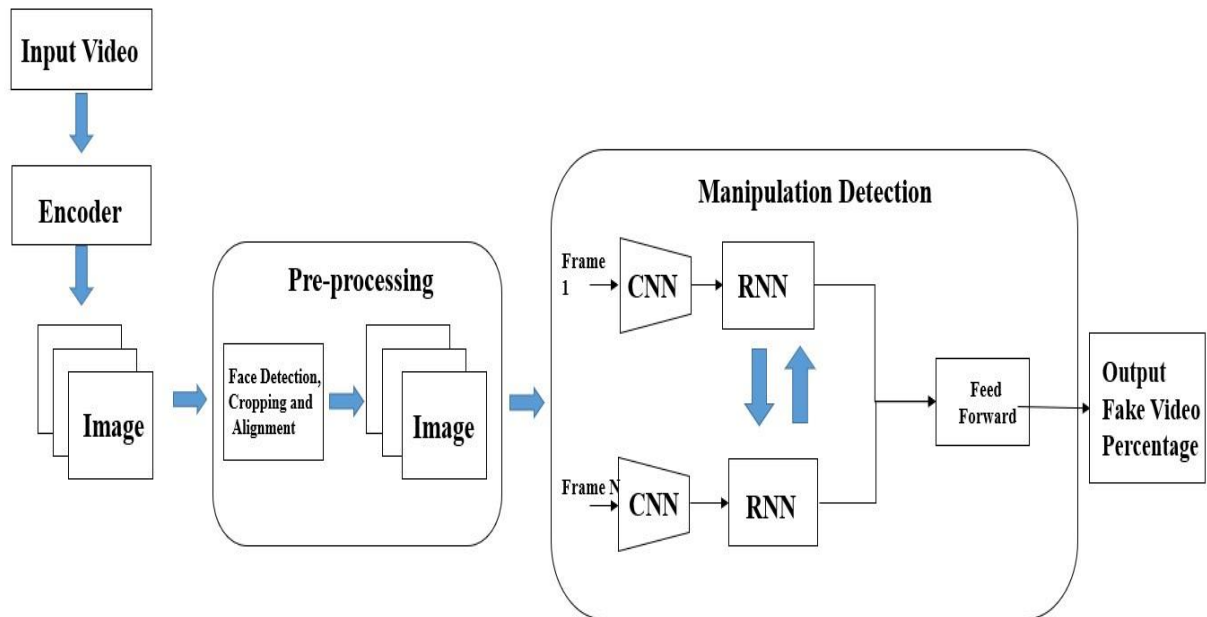 Input Video
Encoder
Image
Pre-processing
Face Detection,
Cropping and
Alignment
Image
Manipulation Detection
Frame
1
CNN
RNN
Frame N
CNN
RNN
Feed
Forward
Output
Fake Video
Percentage